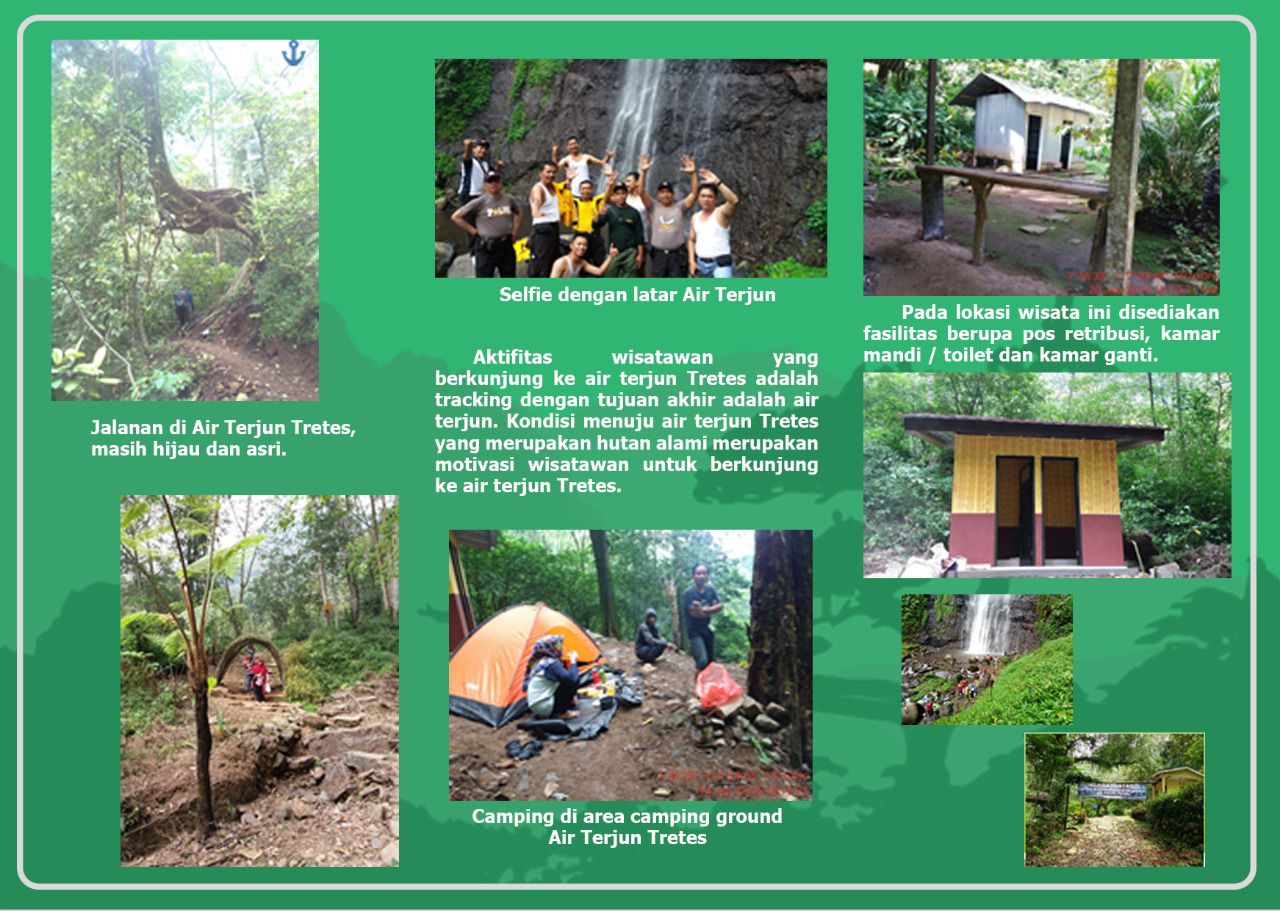 Jalanan di Air Terjun Tretes,
masih hijau dan asri.
Selfie dengan latar Air Terjun
Aktifitas wisatawan yang
berkunjung ke air terjun Tretes adalah
tracking dengan tujuan akhir adalah air
terjun. Kondisi menuju air terjun Tretes
yang merupakan hutan alami merupakan
motivasi wisatawan untuk berkunjung
ke air terjun Tretes.
Camping di area camping ground
Air Terjun Tretes
Pada lokasi wisata ini disediakan
fasilitas berupa pos retribusi, kamar
mandi / toilet dan kamar ganti.